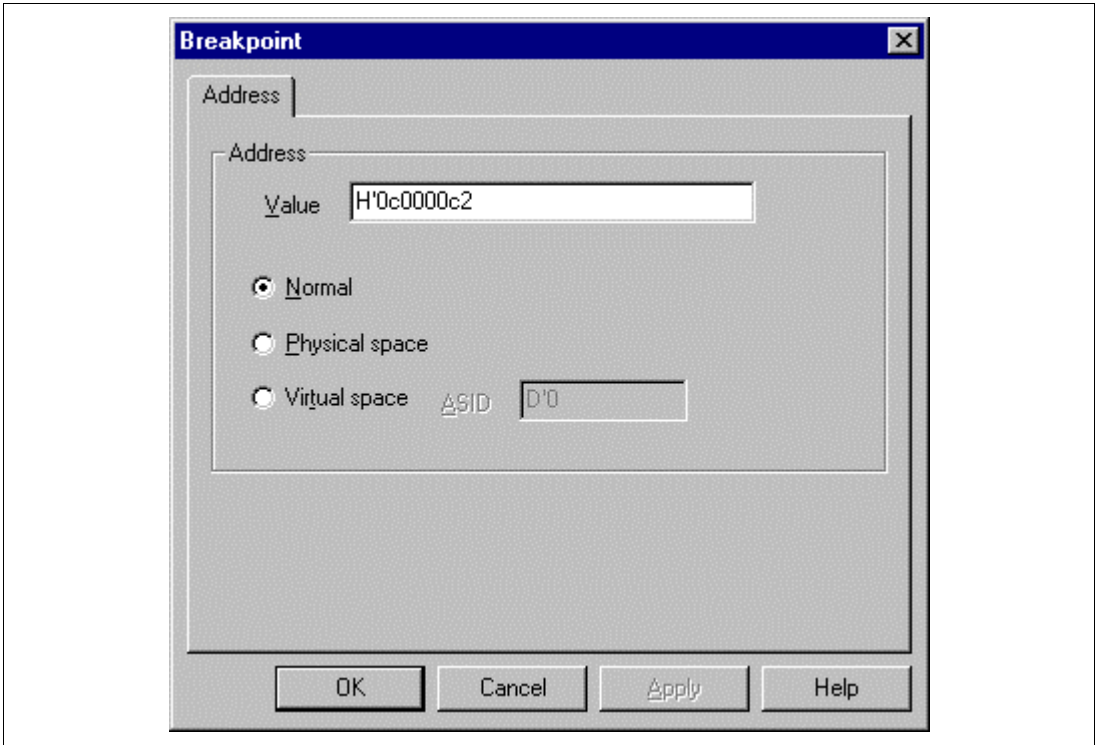 Breakpoint
Address
Address
Value H'0c0000c2
Normal
Physical space
Virtual space ASID D'0
OK Cancel Apply Help